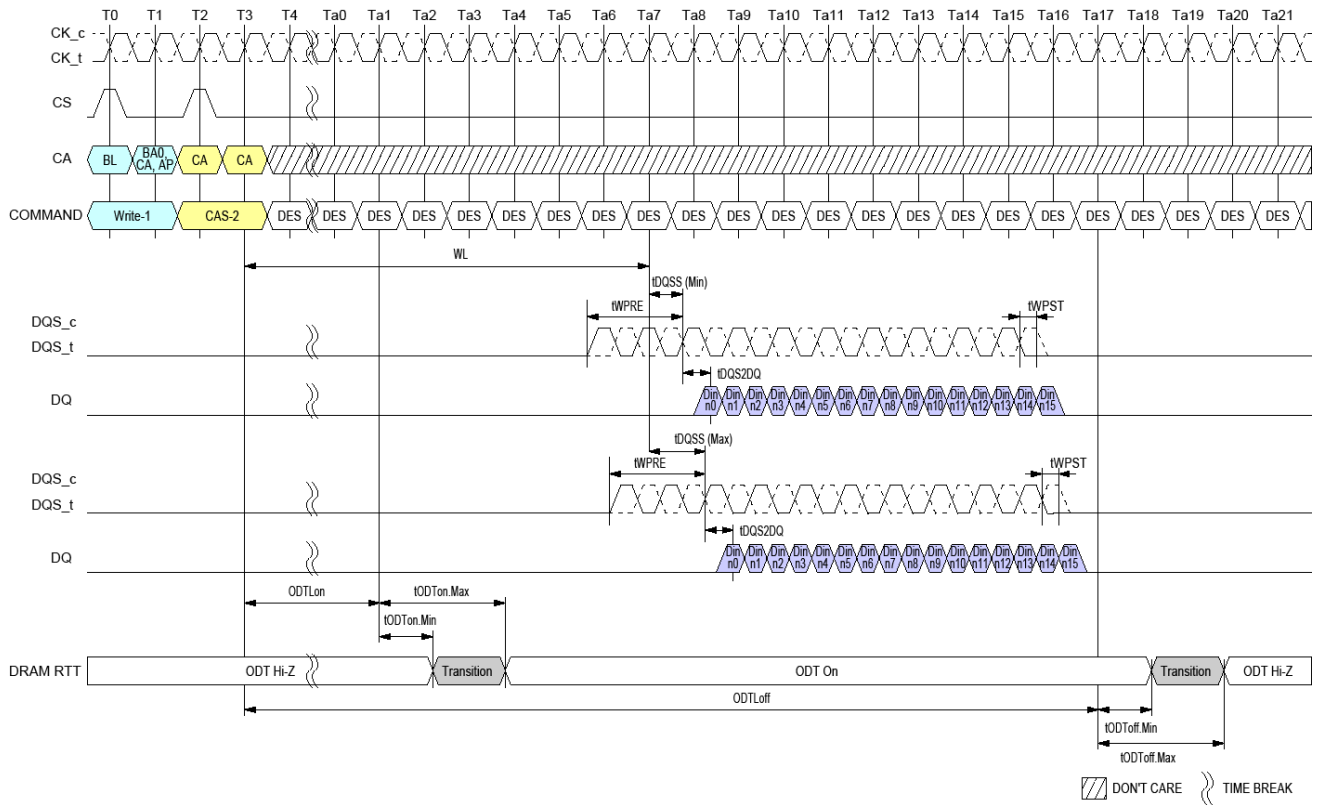 T0 T1 T2 T3 T4 Ta0 Ta1 Ta2 Ta3 Ta4 Ta5 Ta6 Ta7 Ta8 Ta9 Ta10 Ta11 Ta12 Ta13 Ta14 Ta15 Ta16 Ta17 Ta18 Ta19 Ta20 Ta21
CK_c
CK_t
CS
CA BL BA0, CA, AP CA CA
COMMAND Write-1 CAS-2 DES DES DES DES DES DES DES DES DES DES DES DES DES DES DES DES DES DES DES DES DES DES DES
WL
tDQSS (Min)
tWPRE tWPST
DQS_c
DQS_t
tDQS2DQ
DQ Din n0 Din n1 Din n2 Din n3 Din n4 Din n5 Din n6 Din n7 Din n8 Din n9 Din n10 Din n11 Din n12 Din n13 Din n14 Din n15
tDQSS (Max)
tWPRE tWPST
DQS_c
DQS_t
tDQS2DQ
DQ Din n0 Din n1 Din n2 Din n3 Din n4 Din n5 Din n6 Din n7 Din n8 Din n9 Din n10 Din n11 Din n12 Din n13 Din n14 Din n15
ODTLon tODTon.Max
tODTon.Min
DRAM RTT ODT Hi-Z Transition ODT On Transition ODT Hi-Z
ODTLoff
tODToff.Min
tODToff.Max
DON'T CARE TIME BREAK